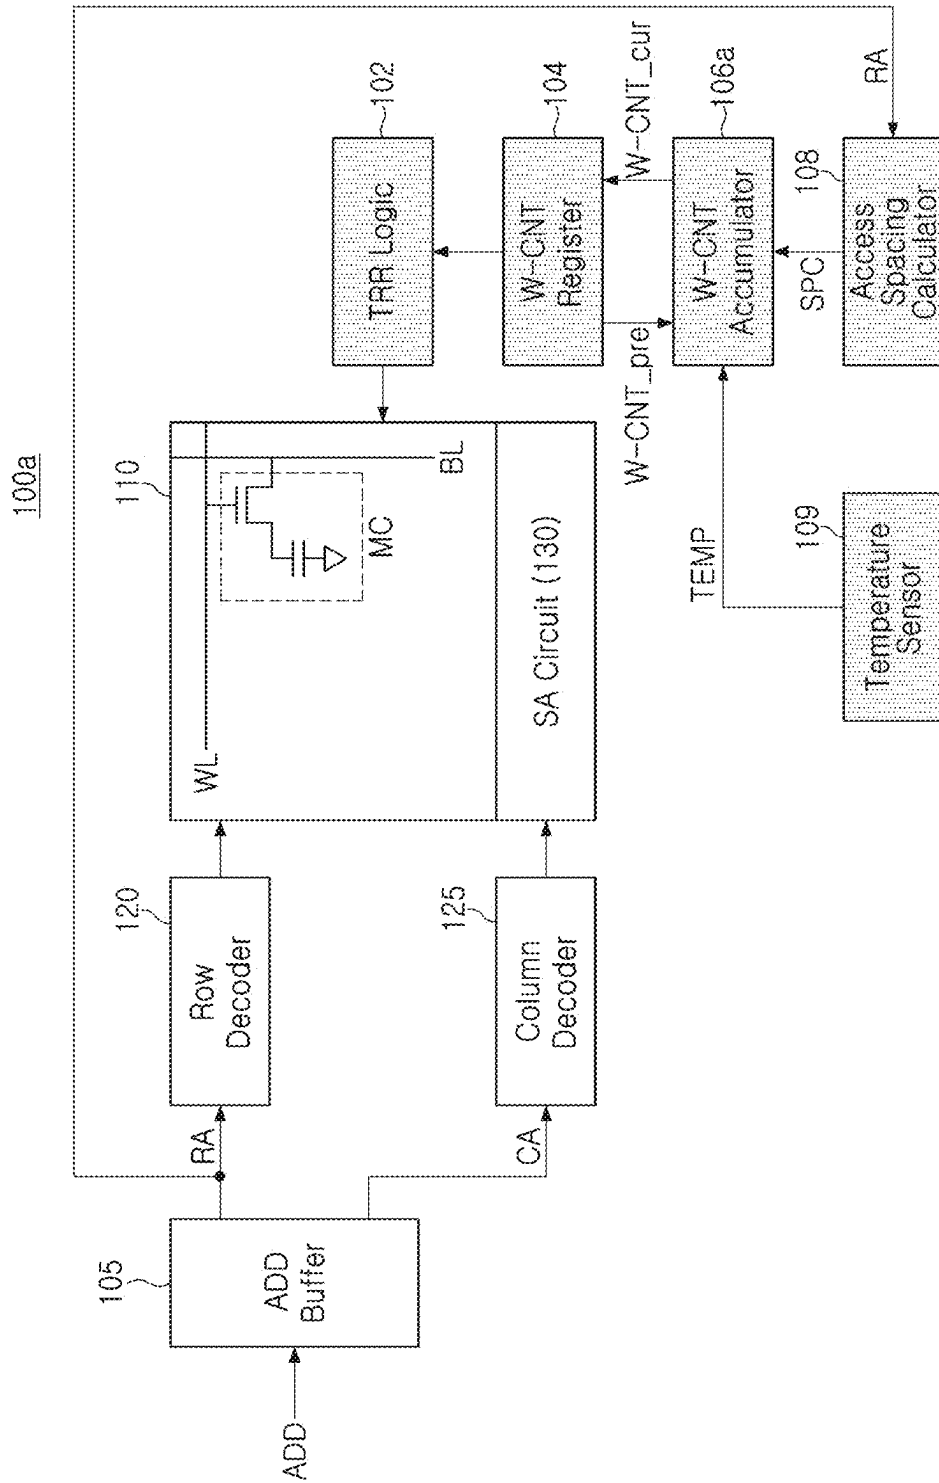 100a
ADD
105
ADD
Buffer
RA
CA
120
Row
Decoder
125
Column
Decoder
110
WL
BL
MC
SA Circuit (130)
TRR Logic
102
W-CNT
Register
104
W-CNT_pre
W-CNT_cur
W-CNT
Accumulator
106a
TEMP
SPC
109
Temperature
Sensor
108
Access
Spacing
Calculator
RA